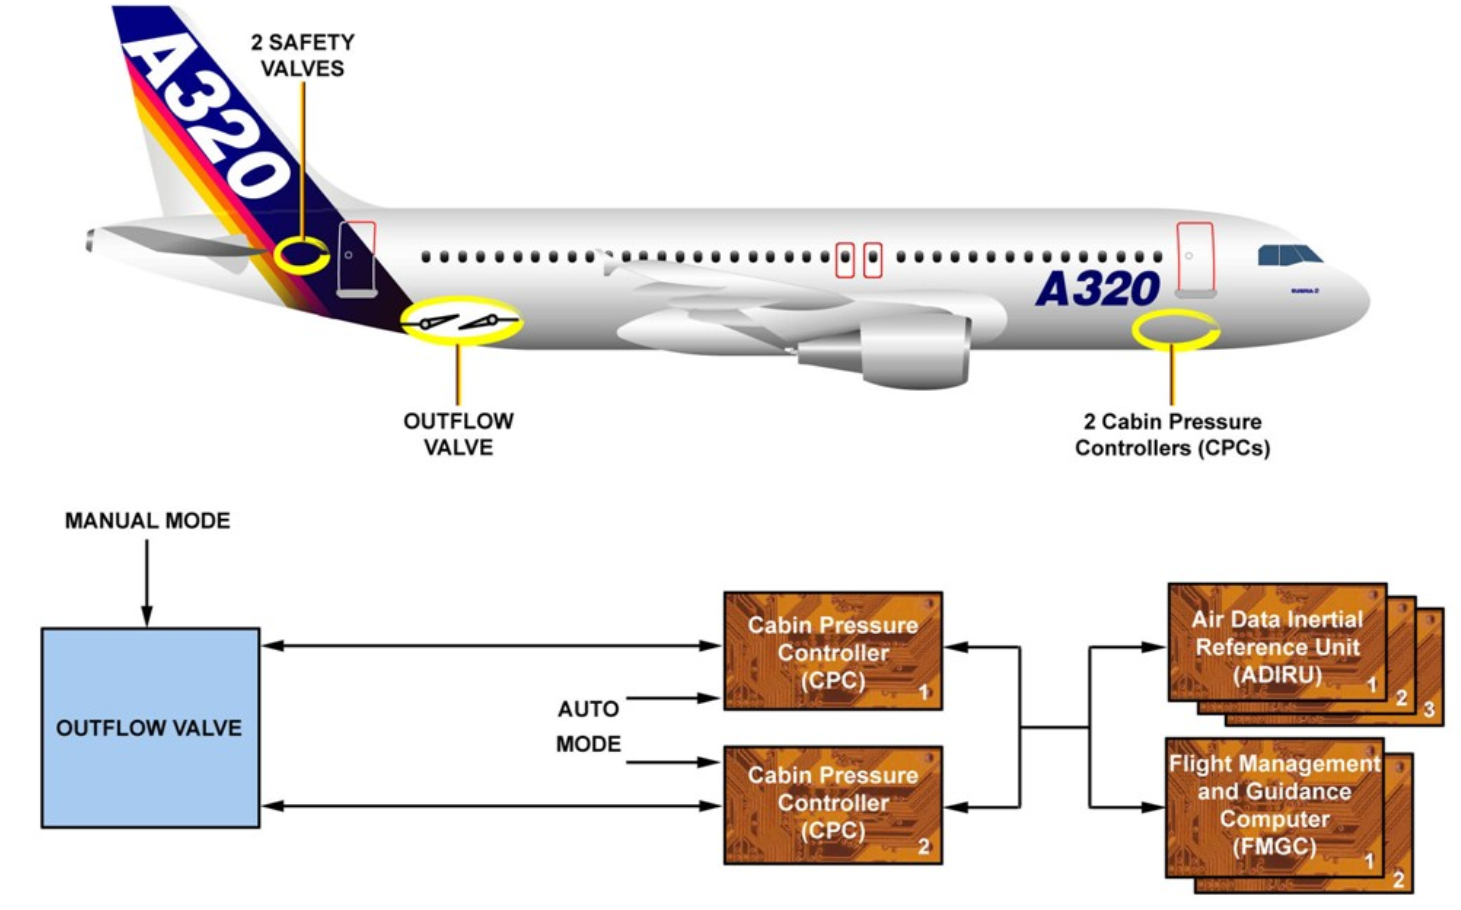 A320
2 SAFETY
VALVES
A320
OUTFLOW
VALVE
2 Cabin Pressure
Controllers (CPCs)
MANUAL MODE
OUTFLOW VALVE
AUTO
MODE
Cabin Pressure
Controller
(CPC)
1
Cabin Pressure
Controller
(CPC)
2
Air Data Inertial
Reference Unit
(ADIRU)
1
2
3
Flight Management
and Guidance
Computer
(FMGC)
1
2